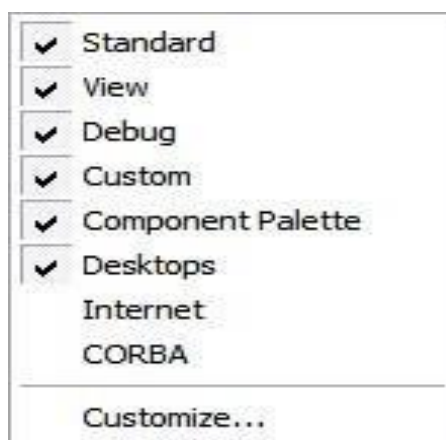 Standard
View
Debug
Custom
Component Palette
Desktops
Internet
CORBA
Customize...